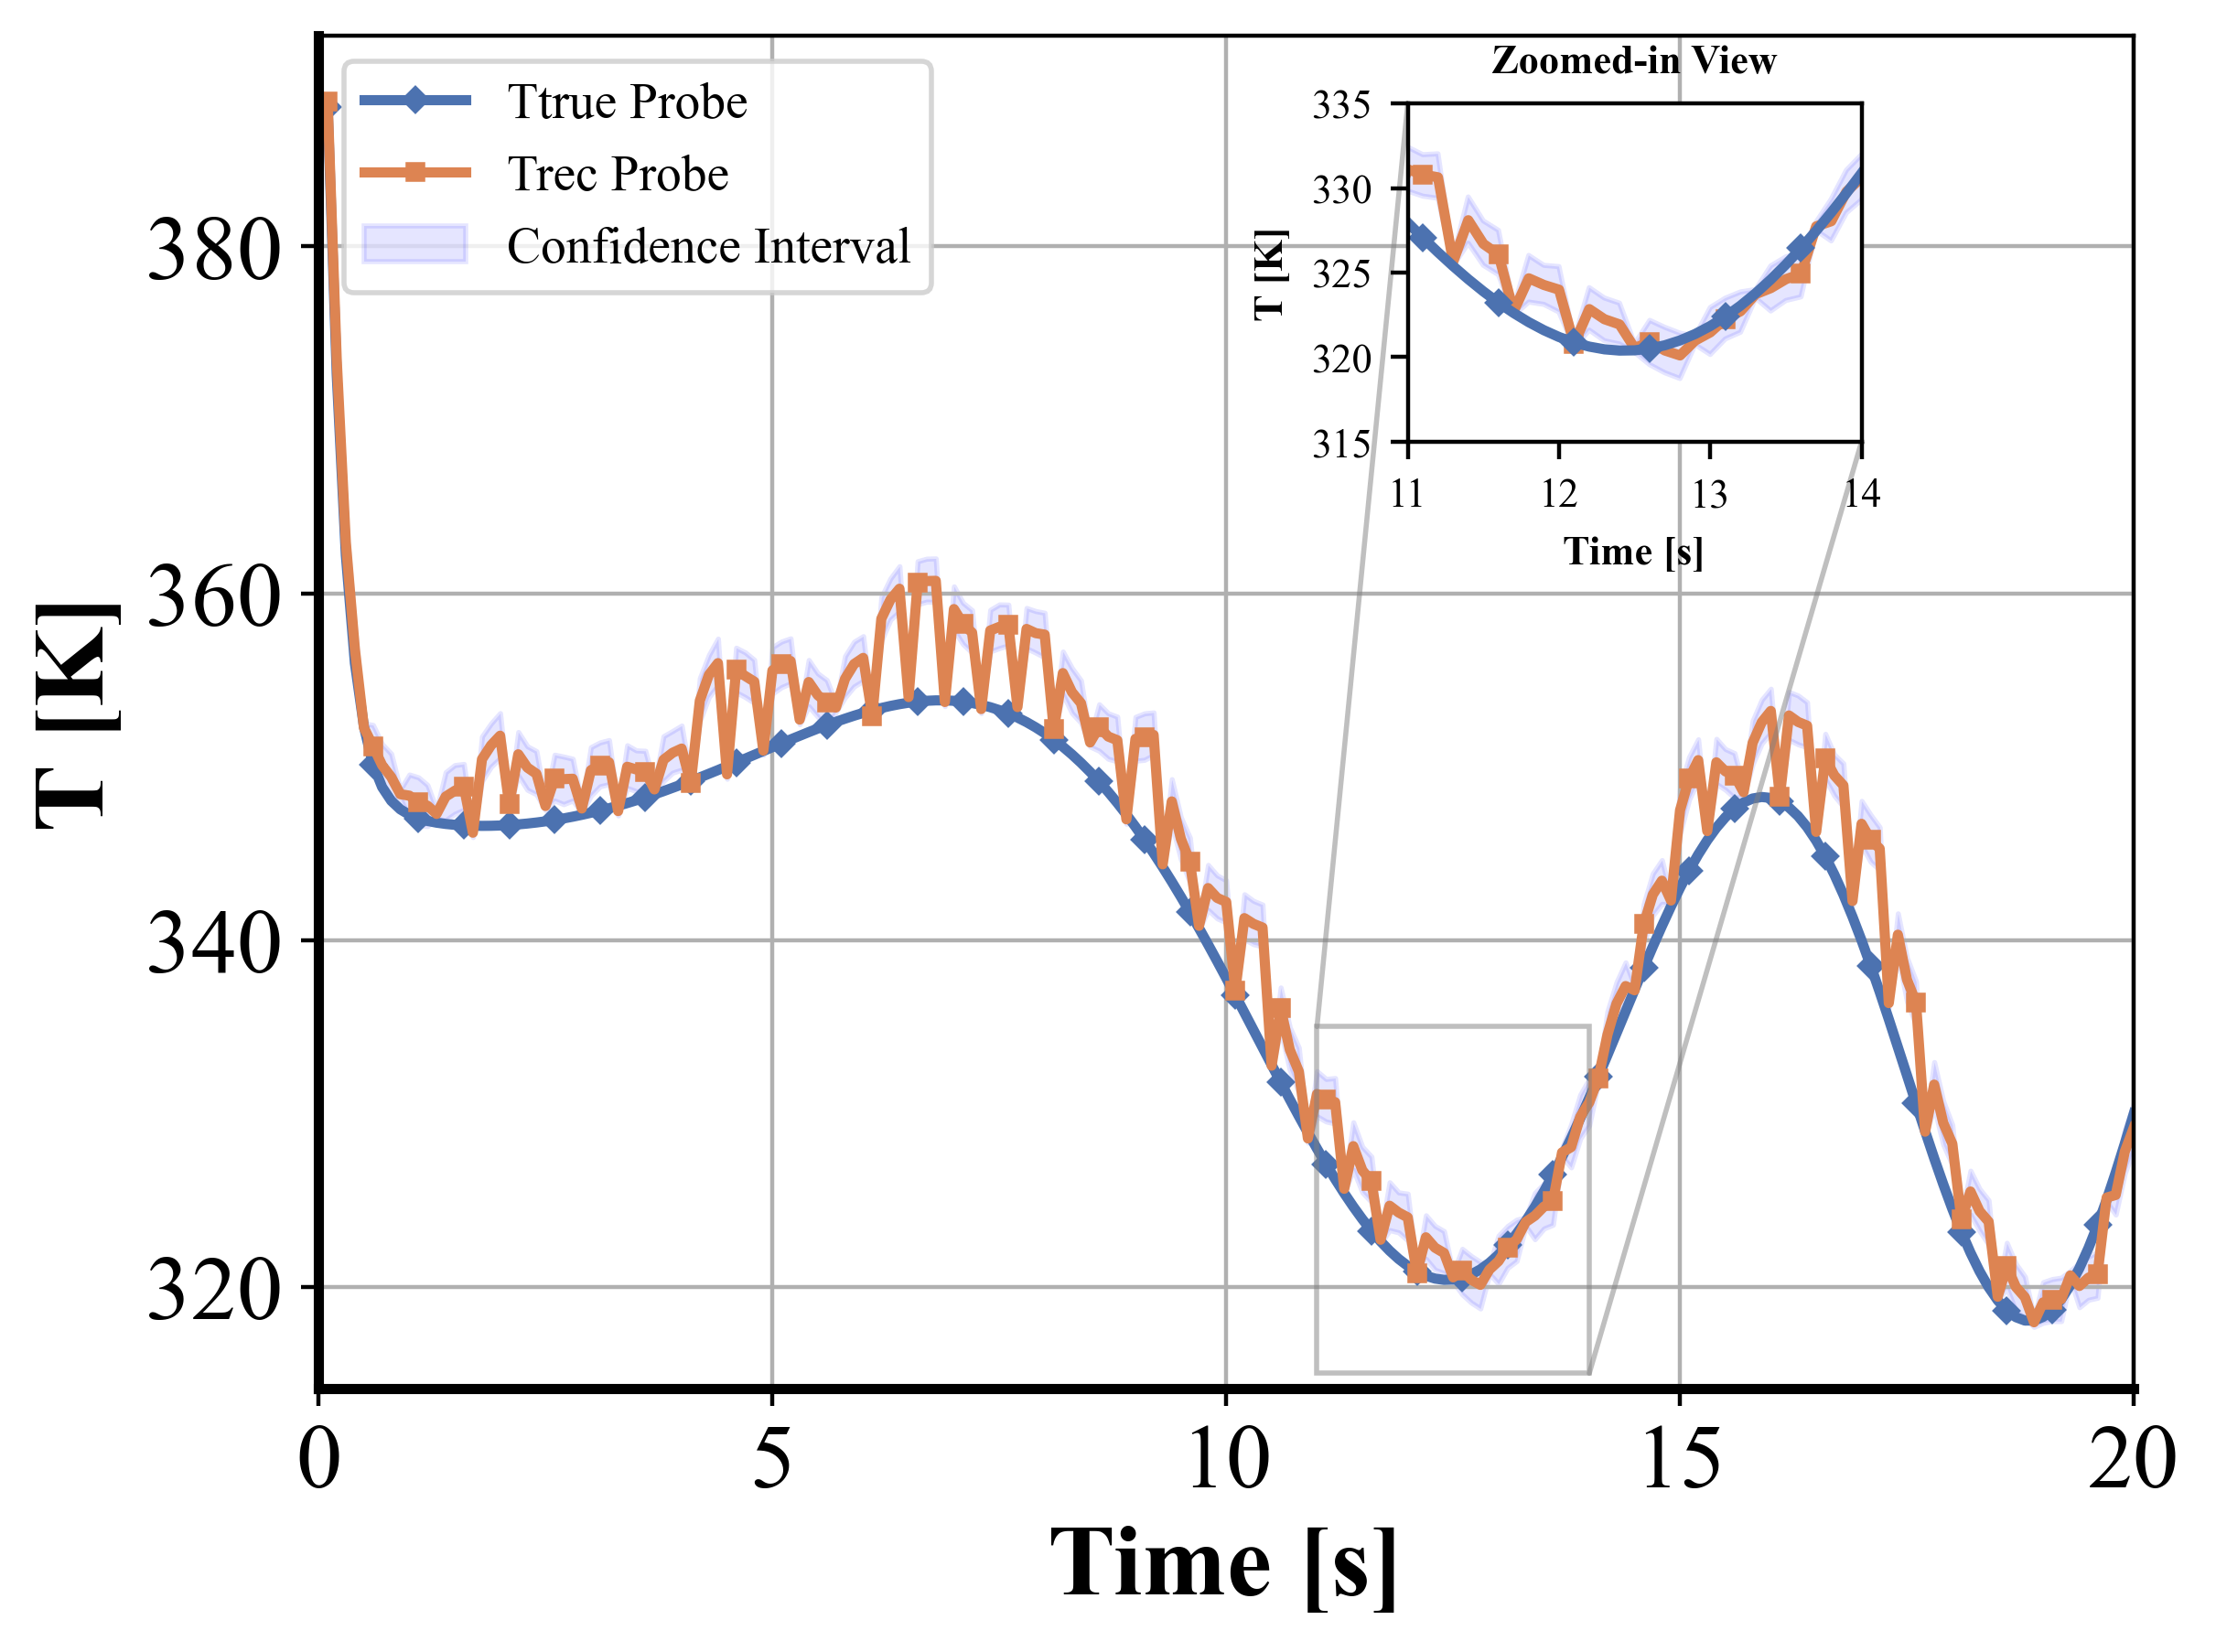 Ttrue Probe
Trec Probe
Confidence Interval
Zoomed-in View
335
330
325
320
315
T [K]
11 12 13 14
Time [s]
380
360
340
320
T [K]
0 5 10 15 20
Time [s]